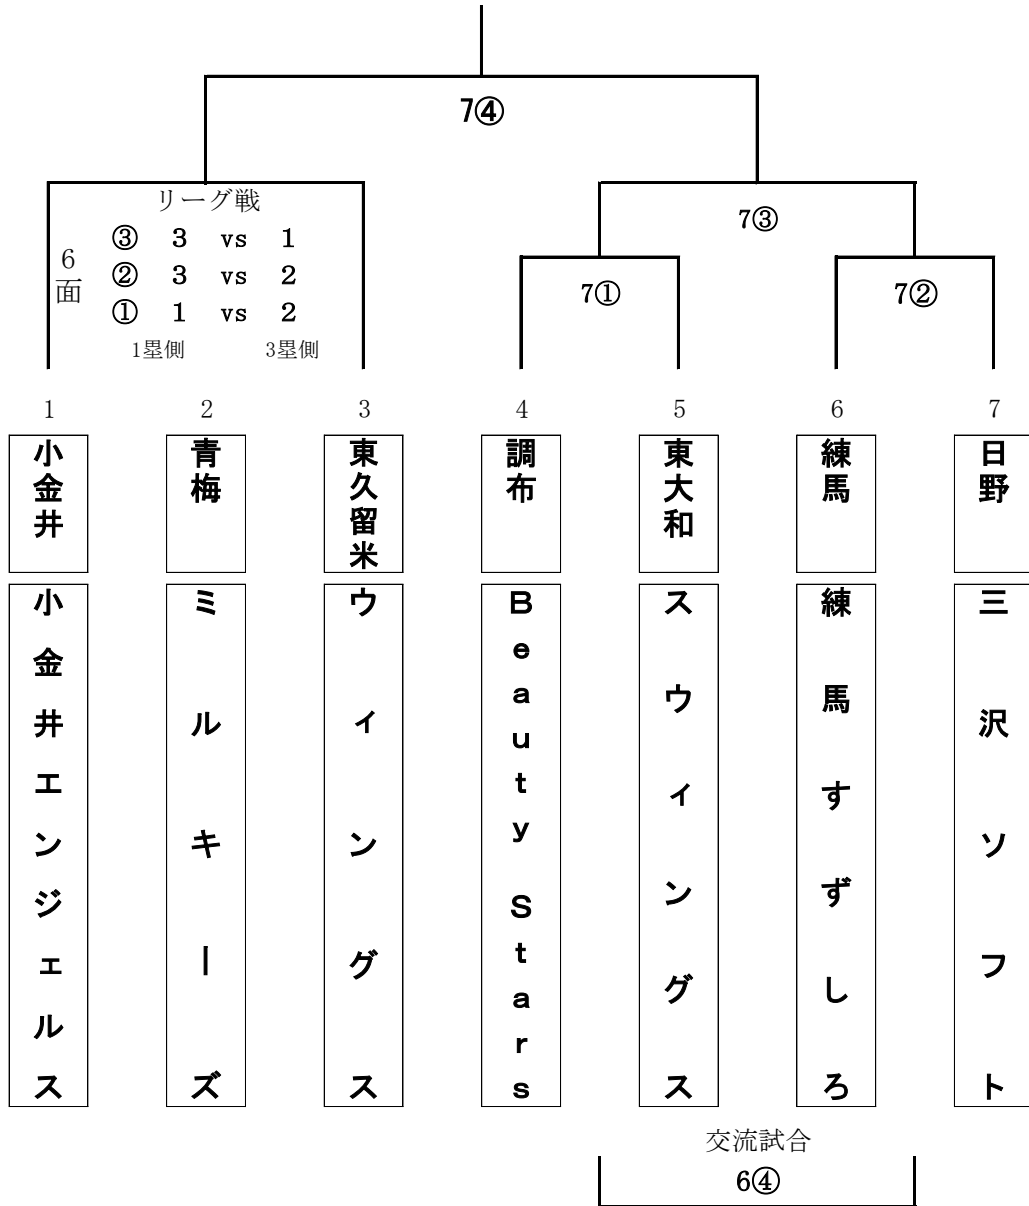 7④
リーグ戦
6面
③ 3 vs 1
② 3 vs 2
① 1 vs 2
1塁側 3塁側
7③
7①
7②
1 2 3 4 5 6 7
小金井
青梅
東久留米
調布
東大和
練馬
日野
小金井エンジェルス
ミルキーズ
ウィングス
Beauty Stars
スウィングス
練馬すずしろ
三沢ソフト
交流試合
6④